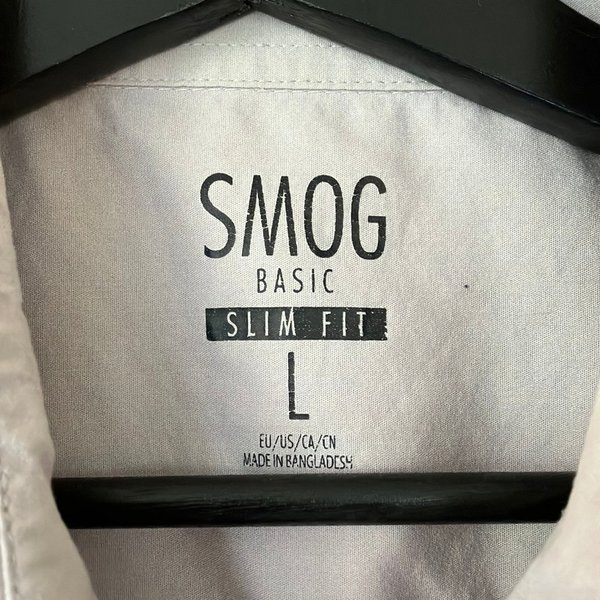 SMOG
BASIC
SLIM FIT
L
EU/US/CA/CN
MADE IN BANGLADESH